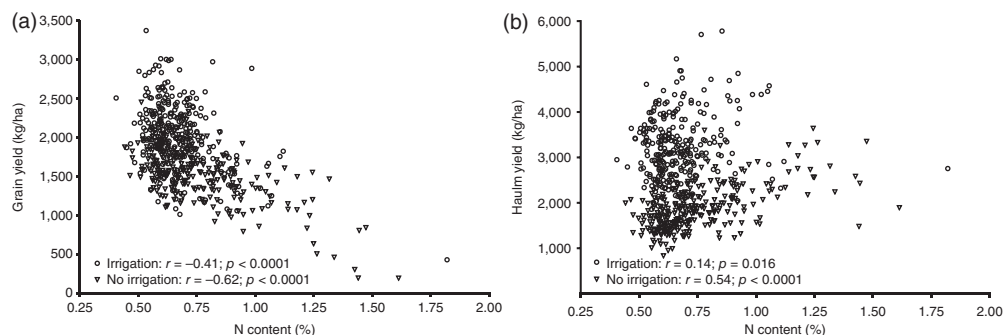 (a)
3,500
3,000
2,500
2,000
1,500
1,000
500
0
Grain yield (kg/ha)
○ Irrigation: r = –0.41; p < 0.0001
▿ No irrigation: r = –0.62; p < 0.0001
0.25 0.50 0.75 1.00 1.25 1.50 1.75 2.00
N content (%)
(b)
6,000
5,000
4,000
3,000
2,000
1,000
Haulm yield (kg/ha)
○ Irrigation: r = 0.14; p = 0.016
▿ No irrigation: r = 0.54; p < 0.0001
0.25 0.50 0.75 1.00 1.25 1.50 1.75 2.00
N content (%)